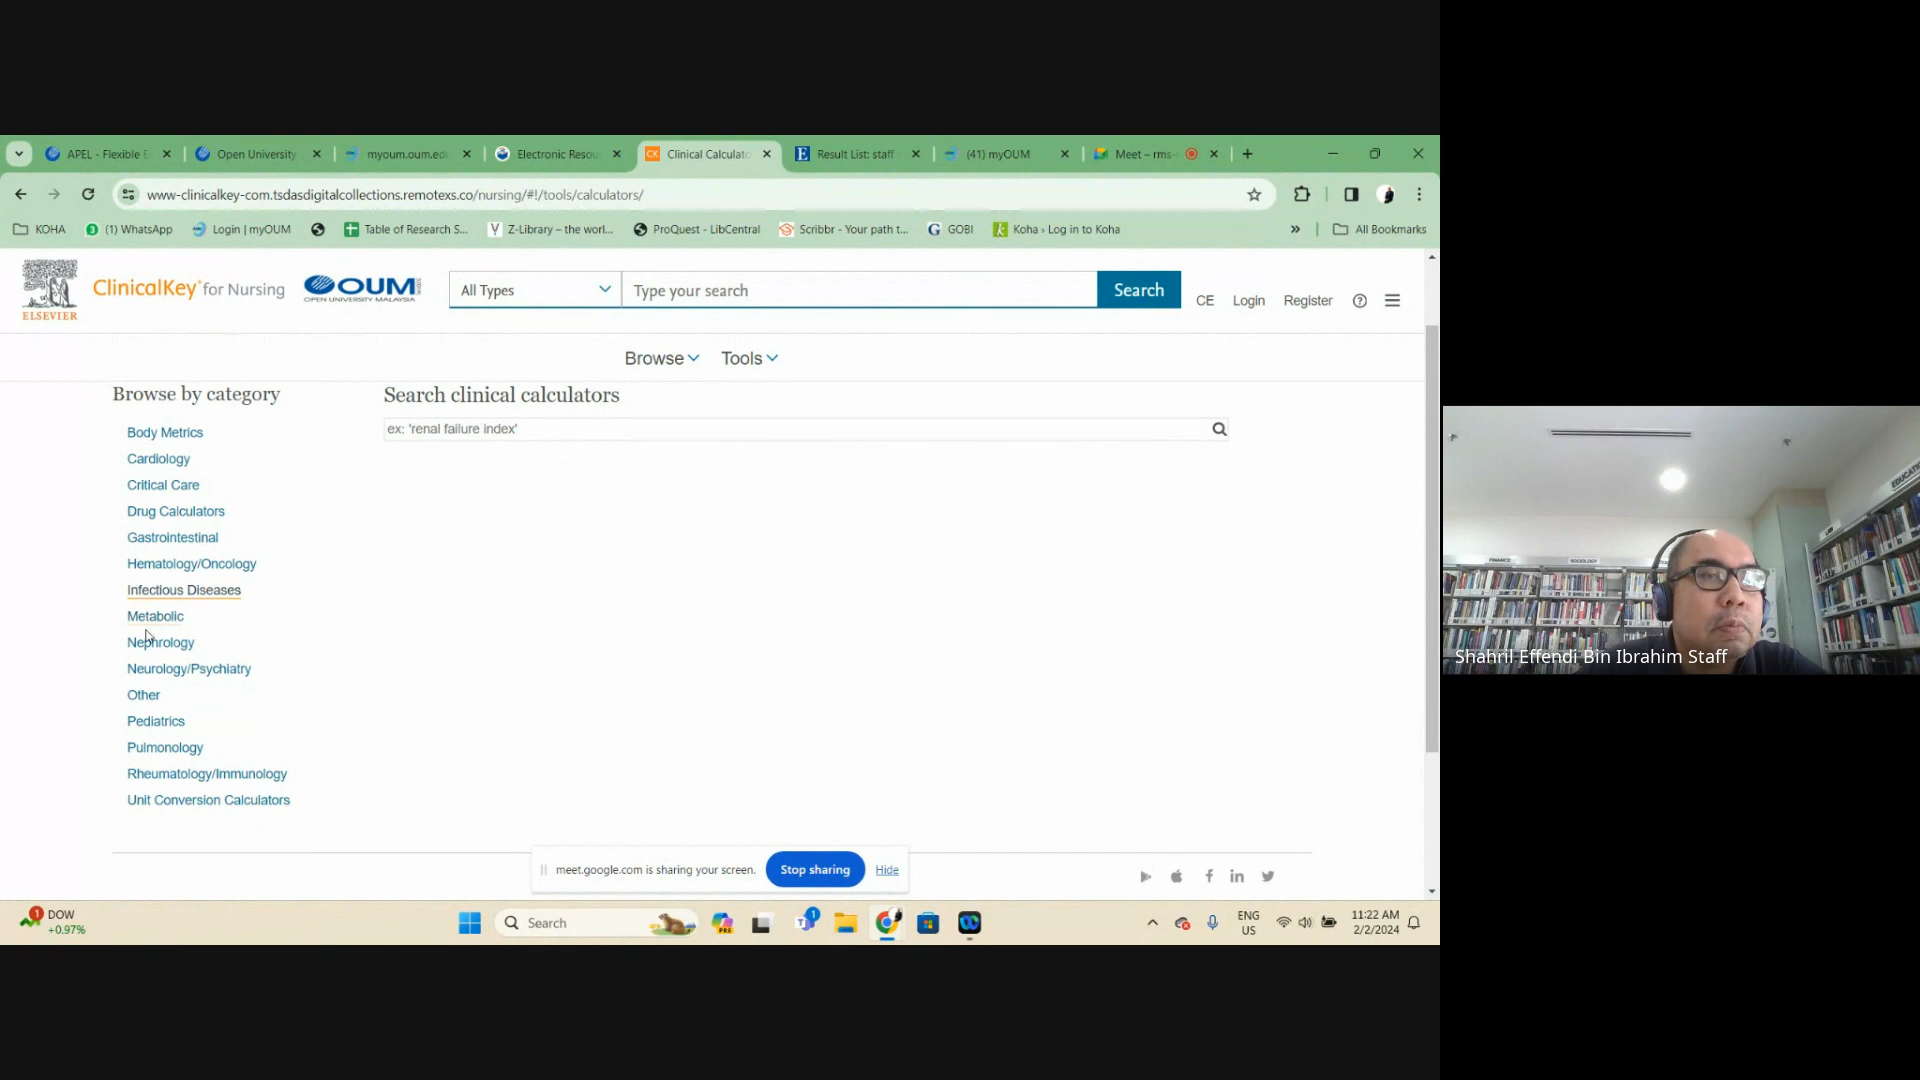 APEL - Flexible E
Open University
myoum.oum.edu
Electronic Resou
Clinical Calculato
Result List: staff
(41) myOUM
Meet – rms-
www-clinicalkey-com.tsdasdigitalcollections.remotexs.co/nursing/#!/tools/calculators/
KOHA
(1) WhatsApp
Login | myOUM
Table of Research S...
Z-Library – the worl...
ProQuest - LibCentral
Scribbr - Your path t...
GOBI
Koha › Log in to Koha
»
All Bookmarks
ELSEVIER
ClinicalKey® for Nursing
OUM
OPEN UNIVERSITY MALAYSIA
All Types
Type your search
Search
CE
Login
Register
Browse
Tools
Browse by category
Body Metrics
Cardiology
Critical Care
Drug Calculators
Gastrointestinal
Hematology/Oncology
Infectious Diseases
Metabolic
Nephrology
Neurology/Psychiatry
Other
Pediatrics
Pulmonology
Rheumatology/Immunology
Unit Conversion Calculators
Search clinical calculators
ex: 'renal failure index'
meet.google.com is sharing your screen.
Stop sharing
Hide
1
DOW
+0.97%
Search
PRE
1
ENG
US
11:22 AM
2/2/2024
FINANCE
SOCIOLOGY
LAW
Shahril Effendi Bin Ibrahim Staff